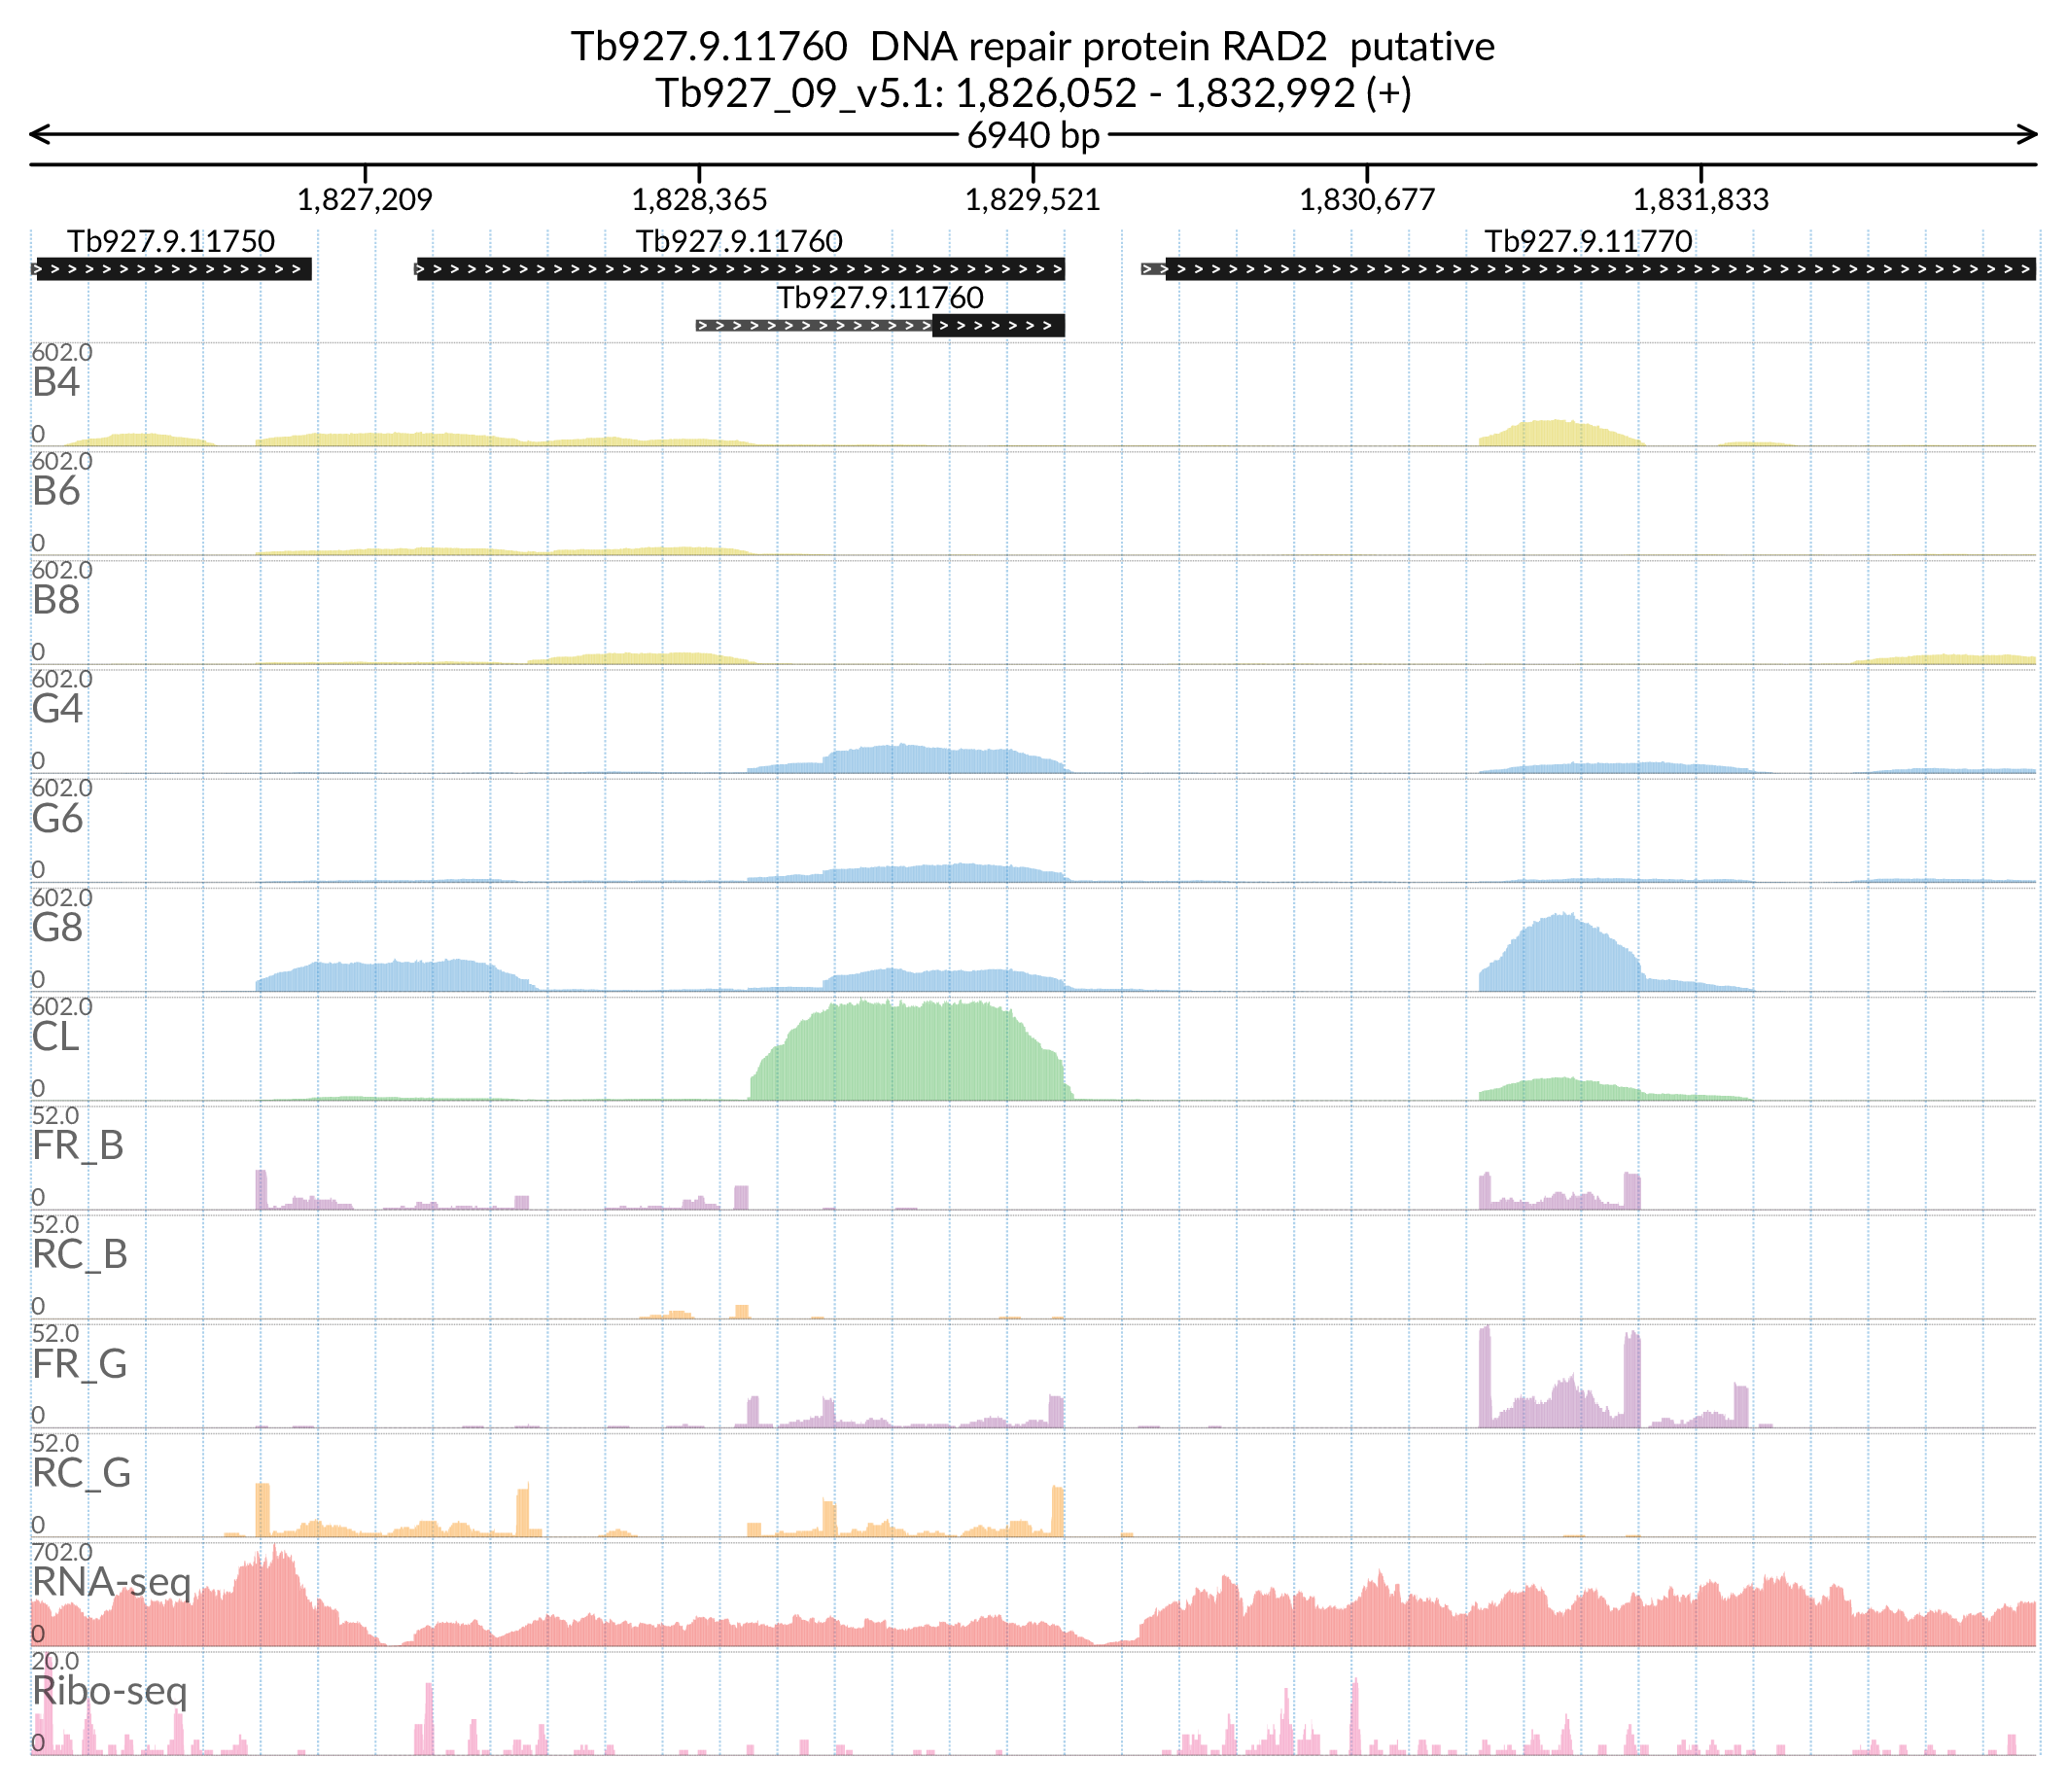 Tb927.9.11760 DNA repair protein RAD2 putative
Tb927_09_v5.1: 1,826,052 - 1,832,992 (+)
6940 bp
1,827,209 1,828,365 1,829,521 1,830,677 1,831,833
Tb927.9.11750 Tb927.9.11760 Tb927.9.11770
Tb927.9.11760
602.0
B4
0
602.0
B6
0
602.0
B8
0
602.0
G4
0
602.0
G6
0
602.0
G8
0
602.0
CL
0
52.0
FR_B
0
52.0
RC_B
0
52.0
FR_G
0
52.0
RC_G
0
702.0
RNA-seq
0
20.0
Ribo-seq
0